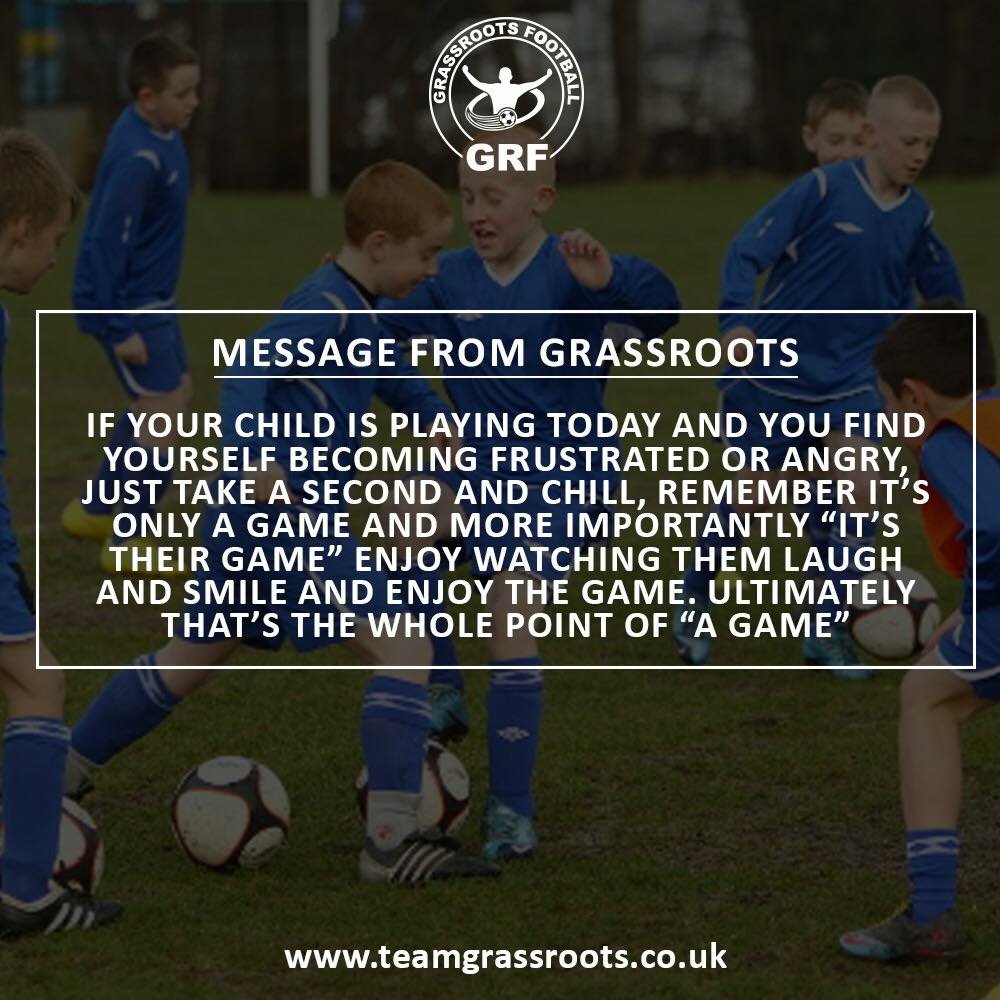 GRASSROOTS FOOTBALL
GRF
MESSAGE FROM GRASSROOTS
IF YOUR CHILD IS PLAYING TODAY AND YOU FIND
YOURSELF BECOMING FRUSTRATED OR ANGRY,
JUST TAKE A SECOND AND CHILL, REMEMBER IT’S
ONLY A GAME AND MORE IMPORTANTLY “IT’S
THEIR GAME” ENJOY WATCHING THEM LAUGH
AND SMILE AND ENJOY THE GAME. ULTIMATELY
THAT’S THE WHOLE POINT OF “A GAME”
www.teamgrassroots.co.uk